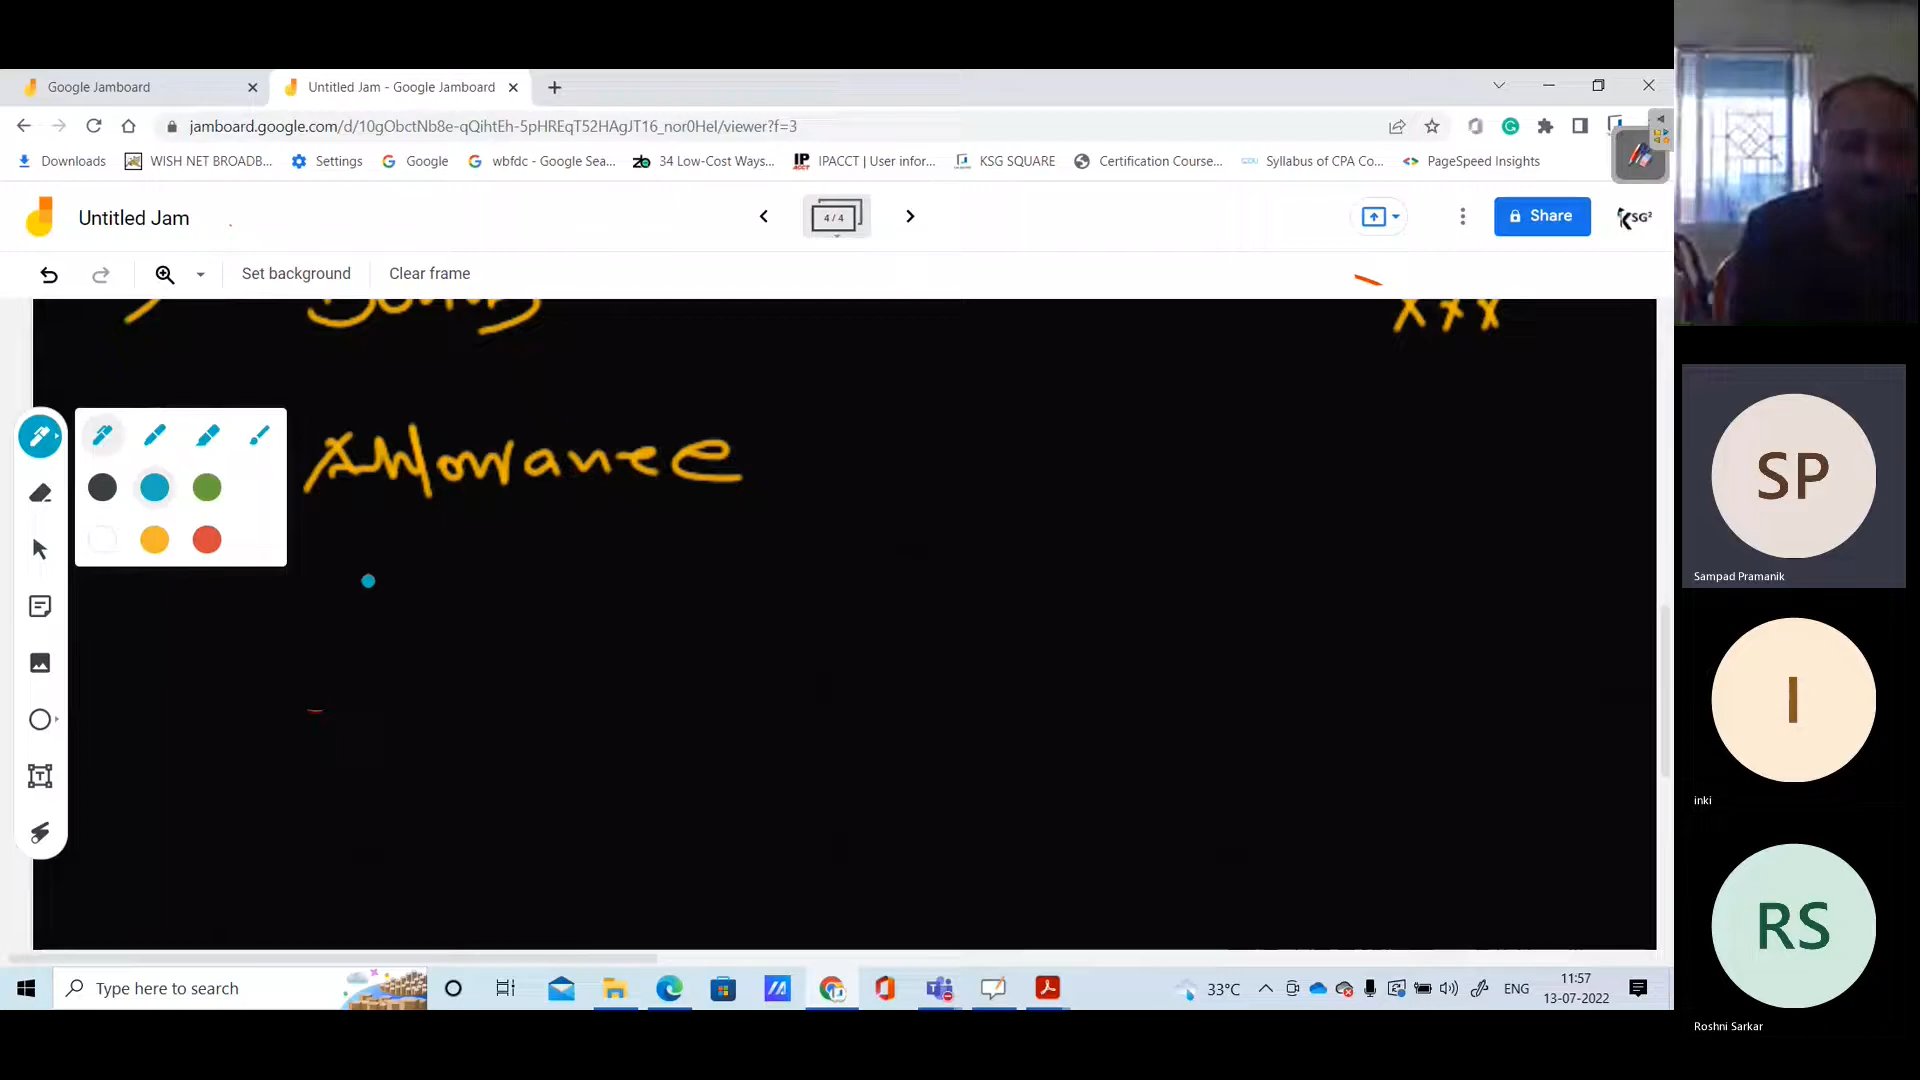 Google Jamboard
Untitled Jam - Google Jamboard
jamboard.google.com/d/10gObctNb8e-qQihtEh-5pHREqT52HAgJT16_nor0HeI/viewer?f=3
Downloads
WISH NET BROADB...
Settings
Google
wbfdc - Google Sea...
34 Low-Cost Ways...
IPACCT | User infor...
KSG SQUARE
Certification Course...
Syllabus of CPA Co...
PageSpeed Insights
Untitled Jam
4 / 4
Share
KSG²
Set background
Clear frame
Bonus
xxx
Allowance
SP
Sampad Pramanik
I
inki
RS
Roshni Sarkar
Type here to search
33°C
ENG
11:57
13-07-2022